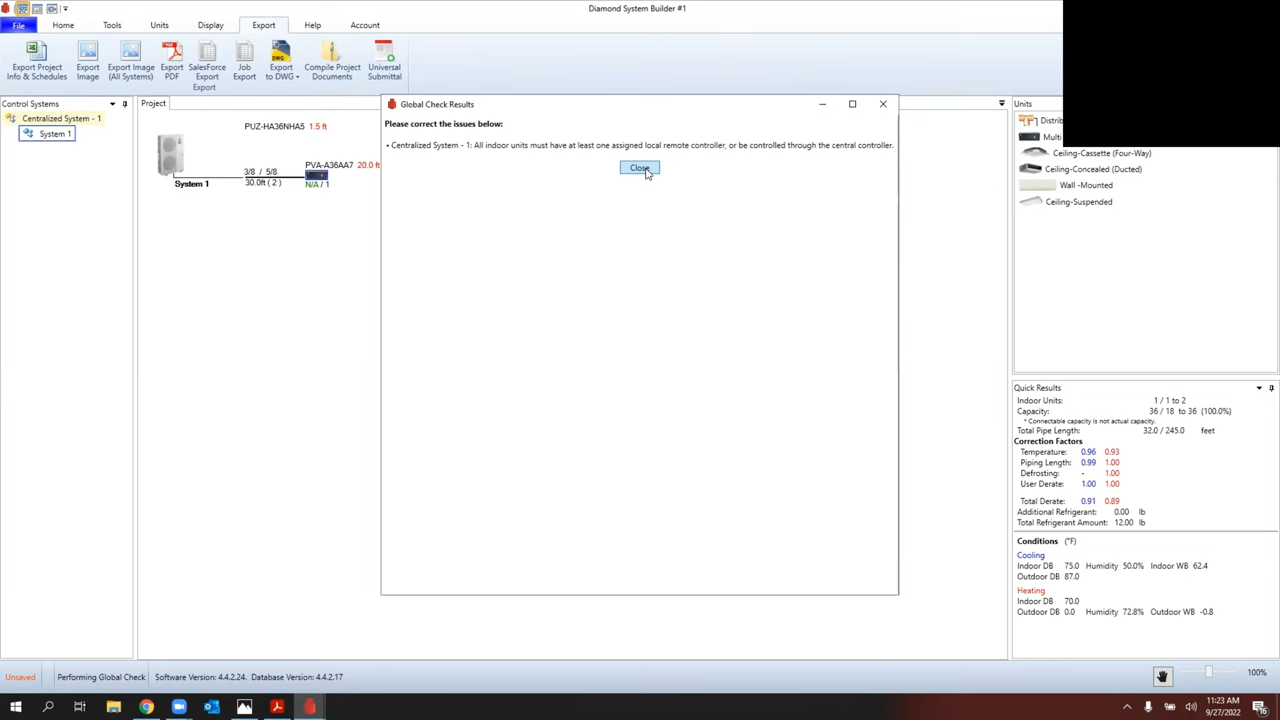 Diamond System Builder #1
File Home Tools Units Display Export Help Account
Export Project Info & Schedules
Export Image
Export Image (All Systems)
Export PDF
SalesForce Export
Job Export
Export to DWG
Compile Project Documents
Universal Submittal
Export
Control Systems
Centralized System - 1
System 1
Project
PUZ-HA36NHA5 1.5 ft
PVA-A36AA7 20.0 ft
3/8 / 5/8
System 1 30.0ft ( 2 ) N/A / 1
Global Check Results
Please correct the issues below:
• Centralized System - 1: All indoor units must have at least one assigned local remote controller, or be controlled through the central controller.
Close
Units
Distrib
Multi
Ceiling-Cassette (Four-Way)
Ceiling-Concealed (Ducted)
Wall -Mounted
Ceiling-Suspended
Quick Results
Indoor Units: 1 / 1 to 2
Capacity: 36 / 18 to 36 (100.0%)
* Connectable capacity is not actual capacity.
Total Pipe Length: 32.0 / 245.0 feet
Correction Factors
Temperature: 0.96 0.93
Piping Length: 0.99 1.00
Defrosting: - 1.00
User Derate: 1.00 1.00
Total Derate: 0.91 0.89
Additional Refrigerant: 0.00 lb
Total Refrigerant Amount: 12.00 lb
Conditions (°F)
Cooling
Indoor DB 75.0 Humidity 50.0% Indoor WB 62.4
Outdoor DB 87.0
Heating
Indoor DB 70.0
Outdoor DB 0.0 Humidity 72.8% Outdoor WB -0.8
Unsaved Performing Global Check Software Version: 4.4.2.24. Database Version: 4.4.2.17 100%
11:23 AM
9/27/2022
16